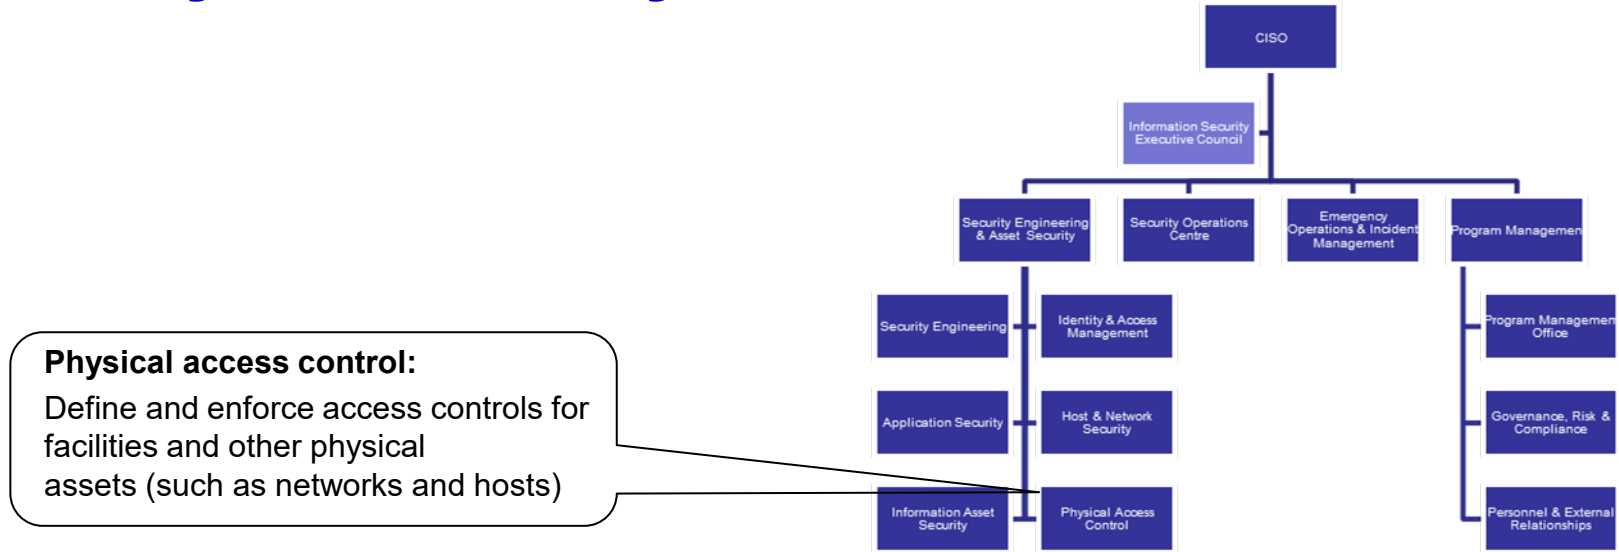 CISO
Information Security
Executive Council
Security Engineering
& Asset Security
Security Operations
Centre
Emergency
Operations & Incident
Management
Program Managemen
Security Engineering
Identity & Access
Management
Program Managemen
Office
Physical access control:
Define and enforce access controls for
facilities and other physical
assets (such as networks and hosts)
Application Security
Host & Network
Security
Governance, Risk &
Compliance
Information Asset
Security
Physical Access
Control
Personnel & External
Relationships